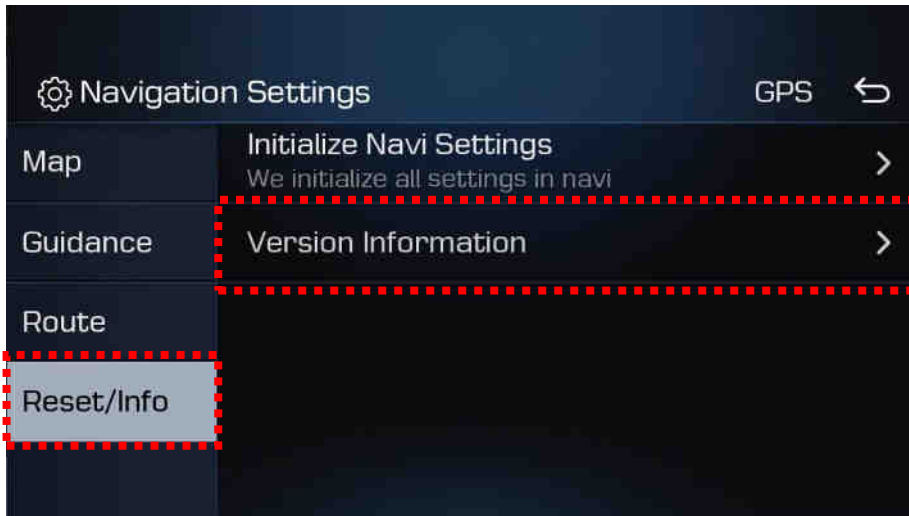 Navigation Settings GPS
Map
Initialize Navi Settings
We initialize all settings in navi
Guidance
Version Information
Route
Reset/Info